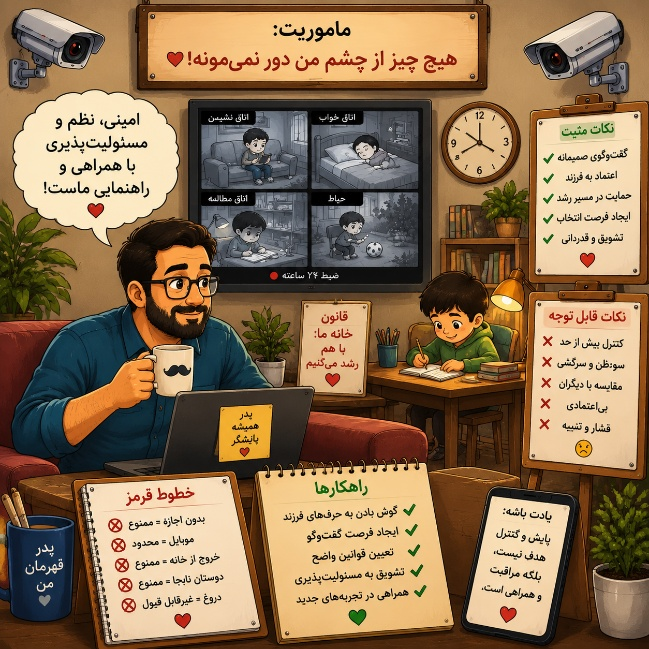 ماموریت:
هیچ چیز از چشم من دور نمی‌مونه!
امینی، نظم و
مسئولیت‌پذیری
با همراهی و
راهنمایی ماست!
اتاق نشیمن
اتاق خواب
اتاق مطالعه
حیاط
ضبط ۲۴ ساعته
نکات مثبت
گفت‌وگوی صمیمانه
اعتماد به فرزند
حمایت در مسیر رشد
ایجاد فرصت انتخاب
تشویق و قدردانی
نکات قابل توجه
کنترل بیش از حد
سوءظن و سرگشی
مقایسه با دیگران
بی‌اعتمادی
فشار و تنبیه
قانون
خانه ما:
با هم
رشد می‌کنیم
پدر
همیشه
پانشگر
پدر
قهرمان
من
خطوط قرمز
بدون اجازه = ممنوع
موبایل = محدود
خروج از خانه = ممنوع
دوستان نابجا = ممنوع
دروغ = غیرقابل قبول
راهکارها
گوش بادن به حرف‌های فرزند
ایجاد فرصت گفت‌وگو
تعیین قوانین واضح
تشویق به مسئولیت‌پذیری
همراهی در تجربه‌های جدید
یادت باشه:
پایش و کنترل
هدف نیست،
بلکه مراقبت
و همراهی است.